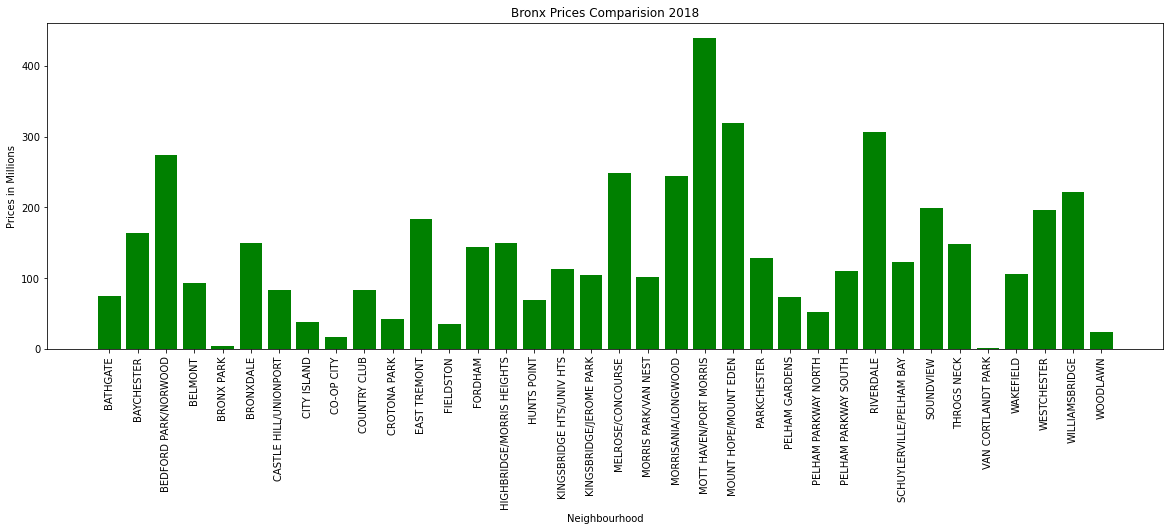 Bronx Prices Comparision 2018
Prices in Millions
400
300
200
100
0
BATHGATE
BAYCHESTER
BEDFORD PARK/NORWOOD
BELMONT
BRONX PARK
BRONXDALE
CASTLE HILL/UNIONPORT
CITY ISLAND
CO-OP CITY
COUNTRY CLUB
CROTONA PARK
EAST TREMONT
FIELDSTON
FORDHAM
HIGHBRIDGE/MORRIS HEIGHTS
HUNTS POINT
KINGSBRIDGE HTS/UNIV HTS
KINGSBRIDGE/JEROME PARK
MELROSE/CONCOURSE
MORRIS PARK/VAN NEST
MORRISANIA/LONGWOOD
MOTT HAVEN/PORT MORRIS
MOUNT HOPE/MOUNT EDEN
PARKCHESTER
PELHAM GARDENS
PELHAM PARKWAY NORTH
PELHAM PARKWAY SOUTH
RIVERDALE
SCHUYLERVILLE/PELHAM BAY
SOUNDVIEW
THROGS NECK
VAN CORTLANDT PARK
WAKEFIELD
WESTCHESTER
WILLIAMSBRIDGE
WOODLAWN
Neighbourhood